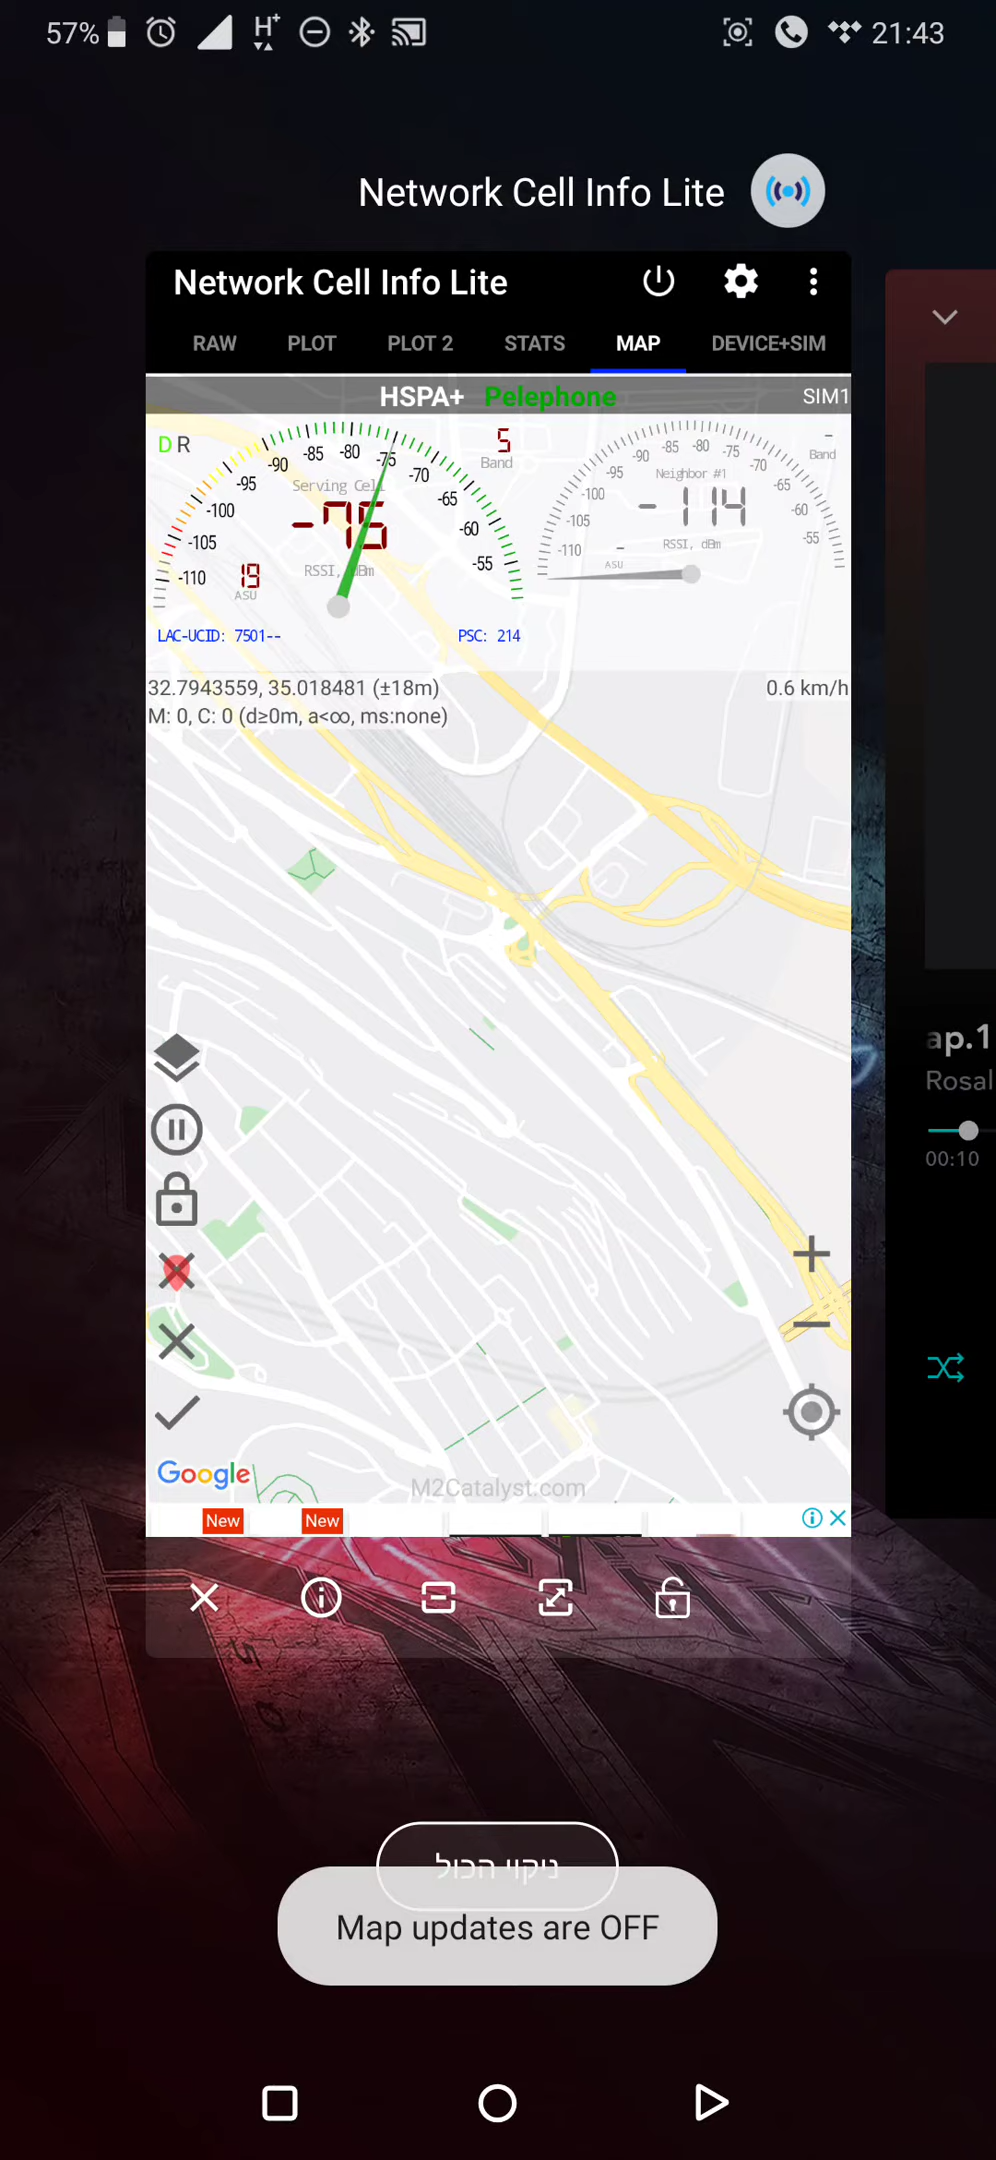 57% H+ 21:43
Network Cell Info Lite
Network Cell Info Lite
RAW PLOT PLOT 2 STATS MAP DEVICE+SIM
HSPA+ Pelephone SIM1
D R
-110 -105 -100 -95 -90 -85 -80 -75 -70 -65 -60 -55
Serving Cell
-75
RSSI, dBm
19
ASU
5
Band
LAC-UCID: 7501-- PSC: 214
-110 -105 -100 -95 -90 -85 -80 -75 -70 -65 -60 -55
Neighbor #1
-114
RSSI, dBm
-
ASU
-
Band
32.7943559, 35.018481 (±18m) 0.6 km/h
M: 0, C: 0 (d≥0m, a<∞, ms:none)
ap.1
Rosal
00:10
Google
M2Catalyst.com
New New
ניקוי הכול
Map updates are OFF